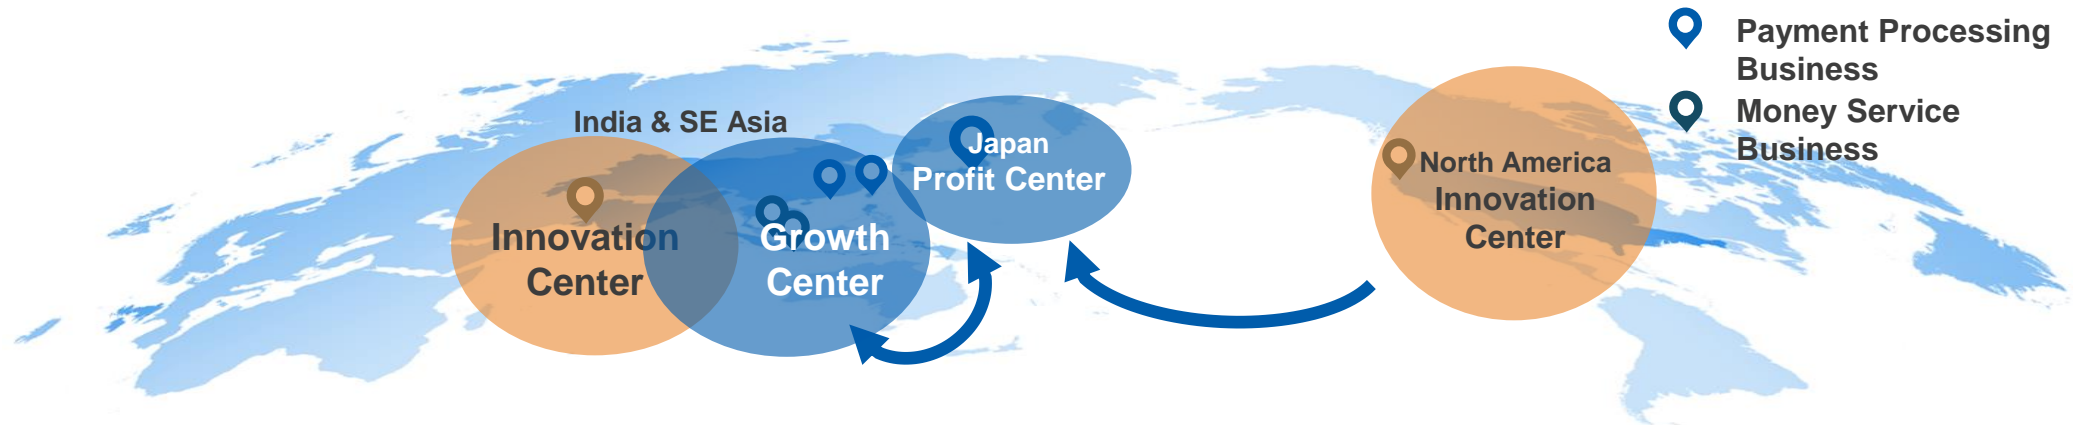 Payment Processing
Business
Money Service
Business
India & SE Asia
Innovation
Center
Growth
Center
Japan
Profit Center
North America
Innovation
Center